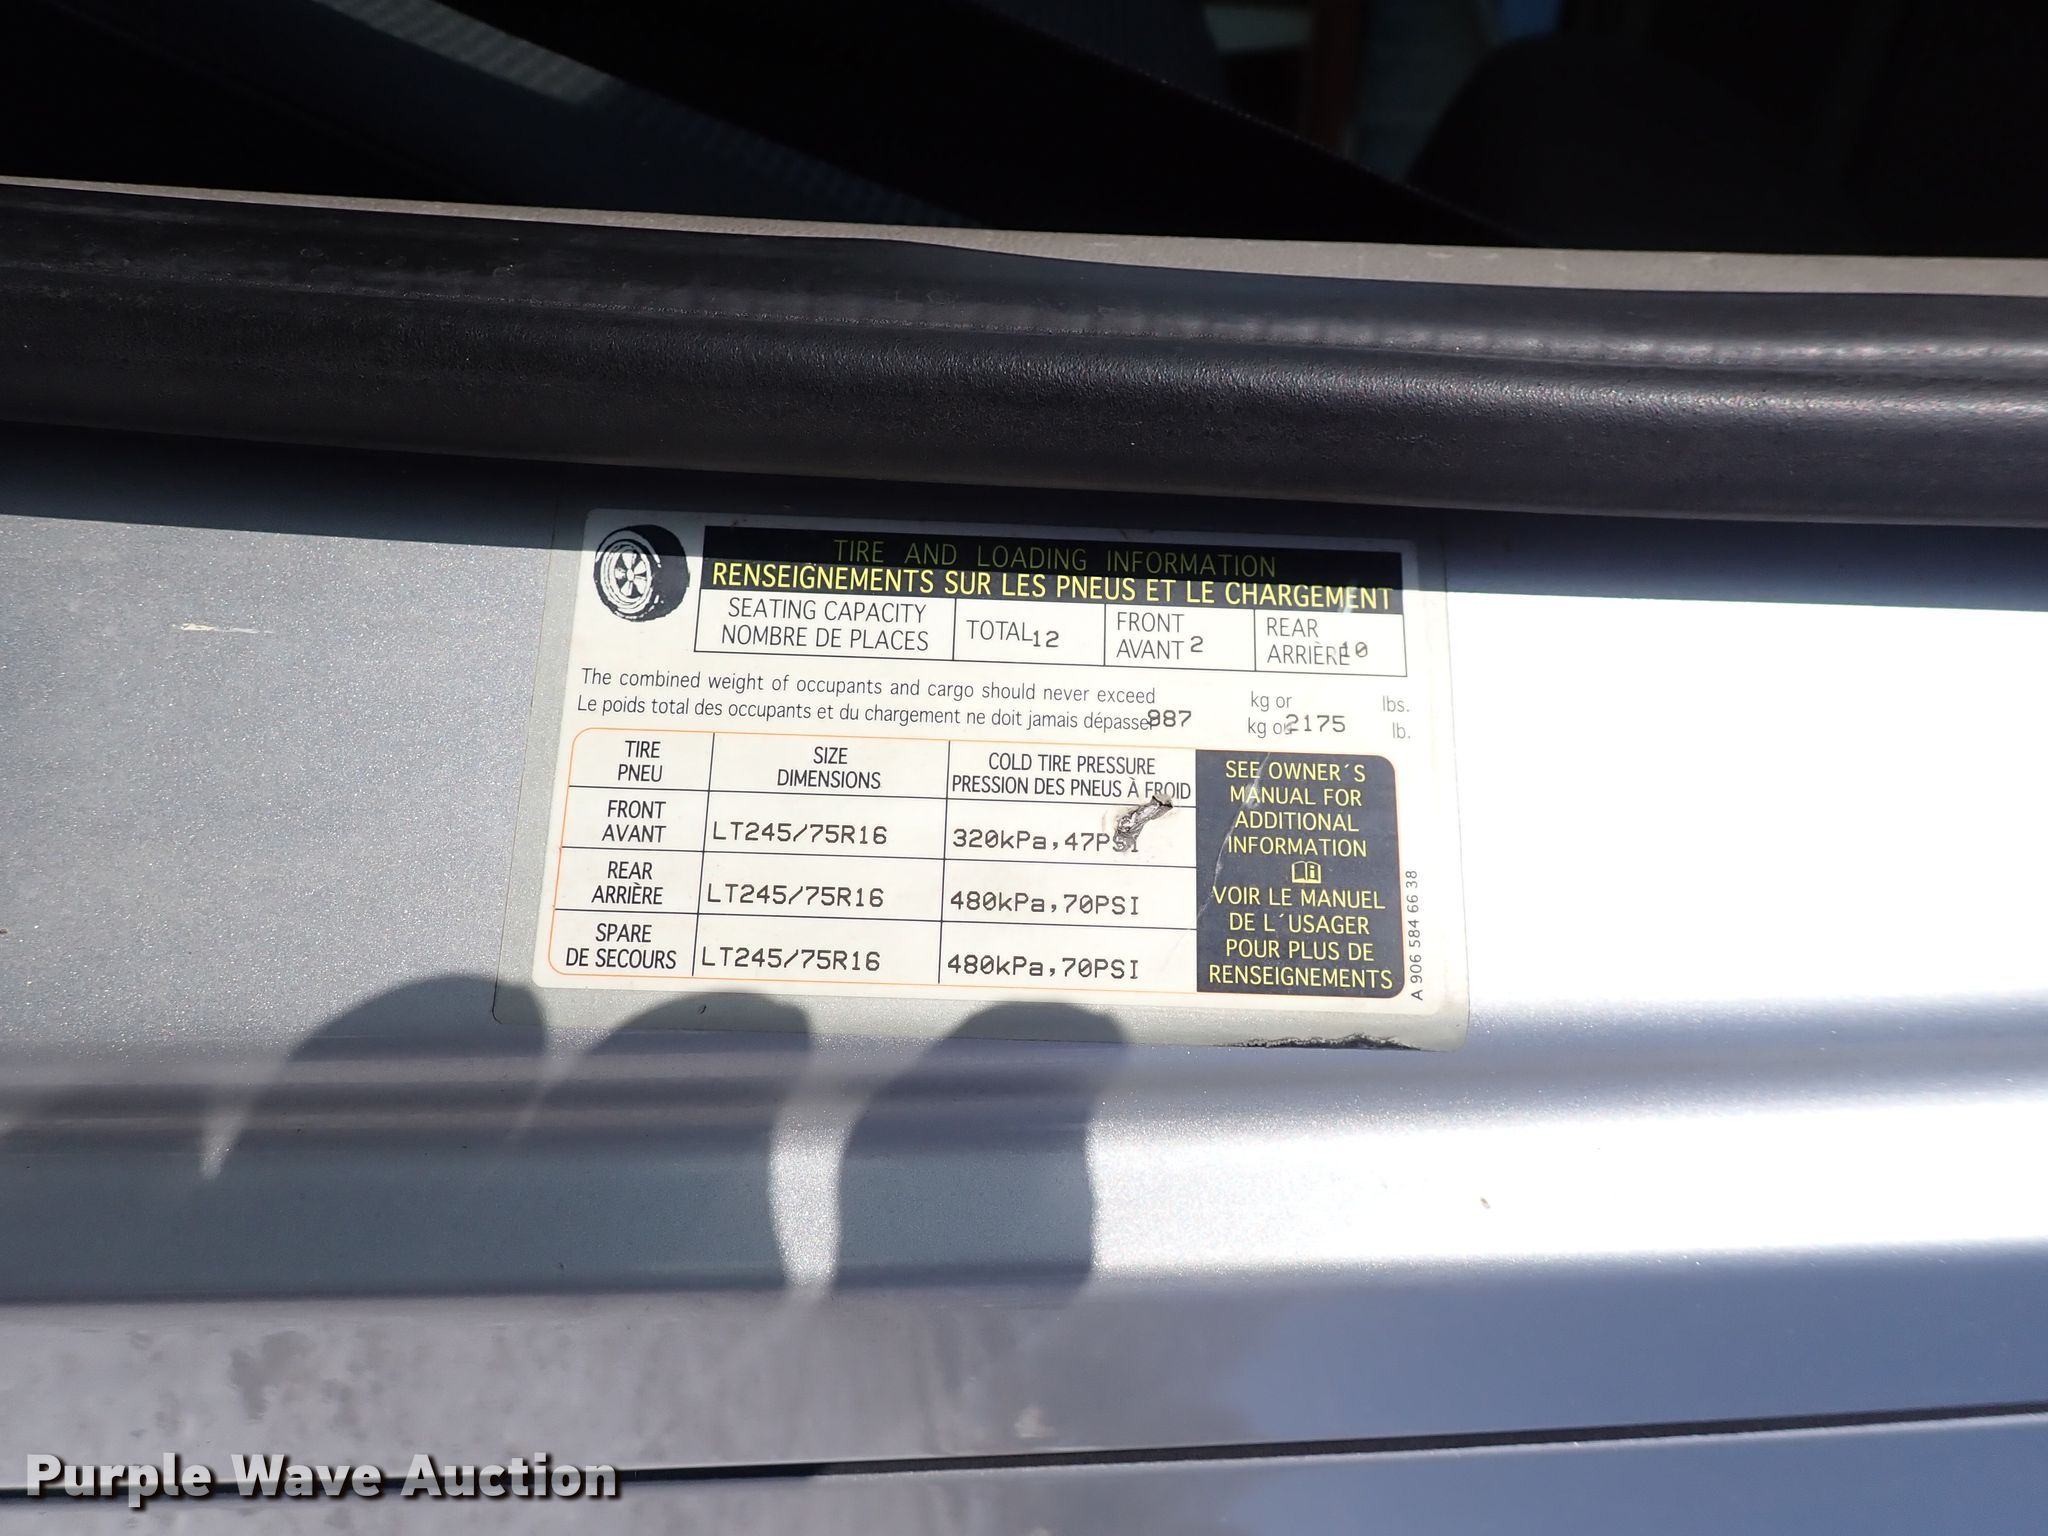 TIRE AND LOADING INFORMATION
RENSEIGNEMENTS SUR LES PNEUS ET LE CHARGEMENT
SEATING CAPACITY
NOMBRE DE PLACES
TOTAL 12
FRONT
AVANT 2
REAR
ARRIÈRE 10
The combined weight of occupants and cargo should never exceed kg or lbs.
Le poids total des occupants et du chargement ne doit jamais dépasser 987 kg ou 2175 lb.
TIRE
PNEU
SIZE
DIMENSIONS
COLD TIRE PRESSURE
PRESSION DES PNEUS À FROID
FRONT
AVANT
LT245/75R16
320kPa,47PSI
REAR
ARRIÈRE
LT245/75R16
480kPa,70PSI
SPARE
DE SECOURS
LT245/75R16
480kPa,70PSI
SEE OWNER´S
MANUAL FOR
ADDITIONAL
INFORMATION
VOIR LE MANUEL
DE L´USAGER
POUR PLUS DE
RENSEIGNEMENTS
A 906 584 66 38
Purple Wave Auction